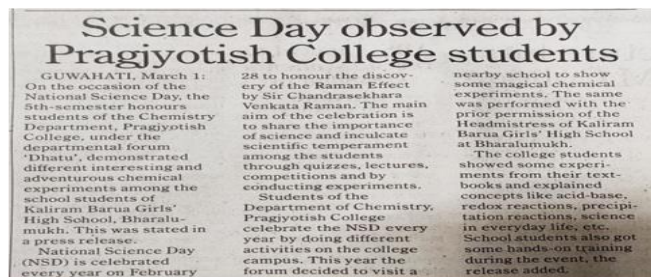 Science Day observed by
Pragjyotish College students
GUWAHATI, March 1:
On the occasion of the
National Science Day, the
5th-semester honours
students of the Chemistry
Department, Pragjyotish
College, under the
departmental forum
'Dhatu', demonstrated
different interesting and
adventurous chemical
experiments among the
school students of
Kaliram Barua Girls'
High School, Bharalu-
mukh. This was stated in
a press release.
National Science Day
(NSD) is celebrated
every year on February
28 to honour the discov-
ery of the Raman Effect
by Sir Chandrasekhara
Venkata Raman. The main
aim of the celebration is
to share the importance
of science and inculcate
scientific temperament
among the students
through quizzes, lectures,
competitions and by
conducting experiments.
Students of the
Department of Chemistry,
Pragjyotish College
celebrate the NSD every
year by doing different
activities on the college
campus. This year the
forum decided to visit a
nearby school to show
some magical chemical
experiments. The same
was performed with the
prior permission of the
Headmistress of Kaliram
Barua Girls' High School
at Bharalumukh.
The college students
showed some experi-
ments from their text-
books and explained
concepts like acid-base,
redox reactions, precipi-
tation reactions, science
in everyday life, etc.
School students also got
some hands-on training
during the event, the
release added.